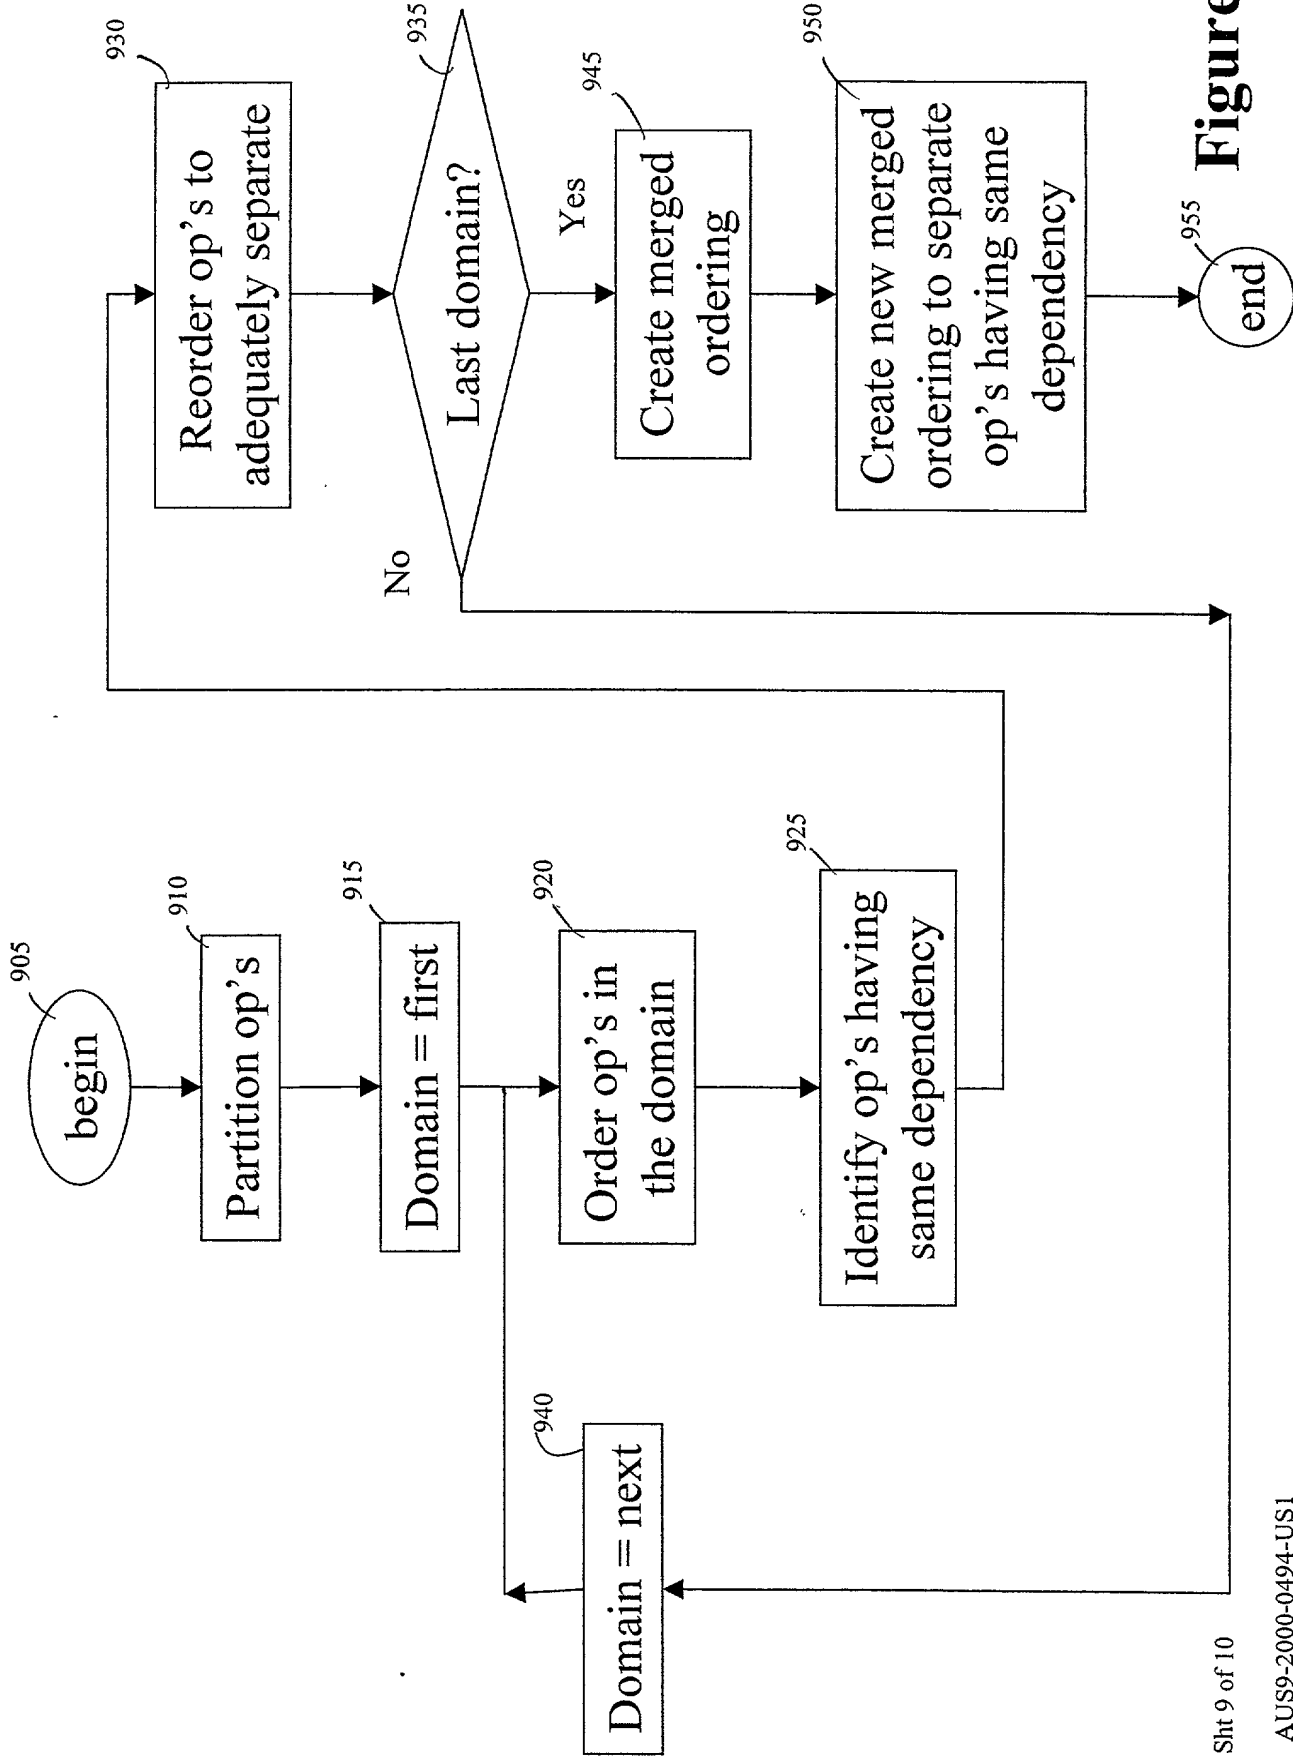 905
begin
910
Partition op's
915
Domain = first
920
Order op's in
the domain
925
Identify op's having
same dependency
940
Domain = next
930
Reorder op's to
adequately separate
935
Last domain?
No
Yes
945
Create merged
ordering
950
Create new merged
ordering to separate
op's having same
dependency
955
end
Figure
Sht 9 of 10
AUS9-2000-0494-US1